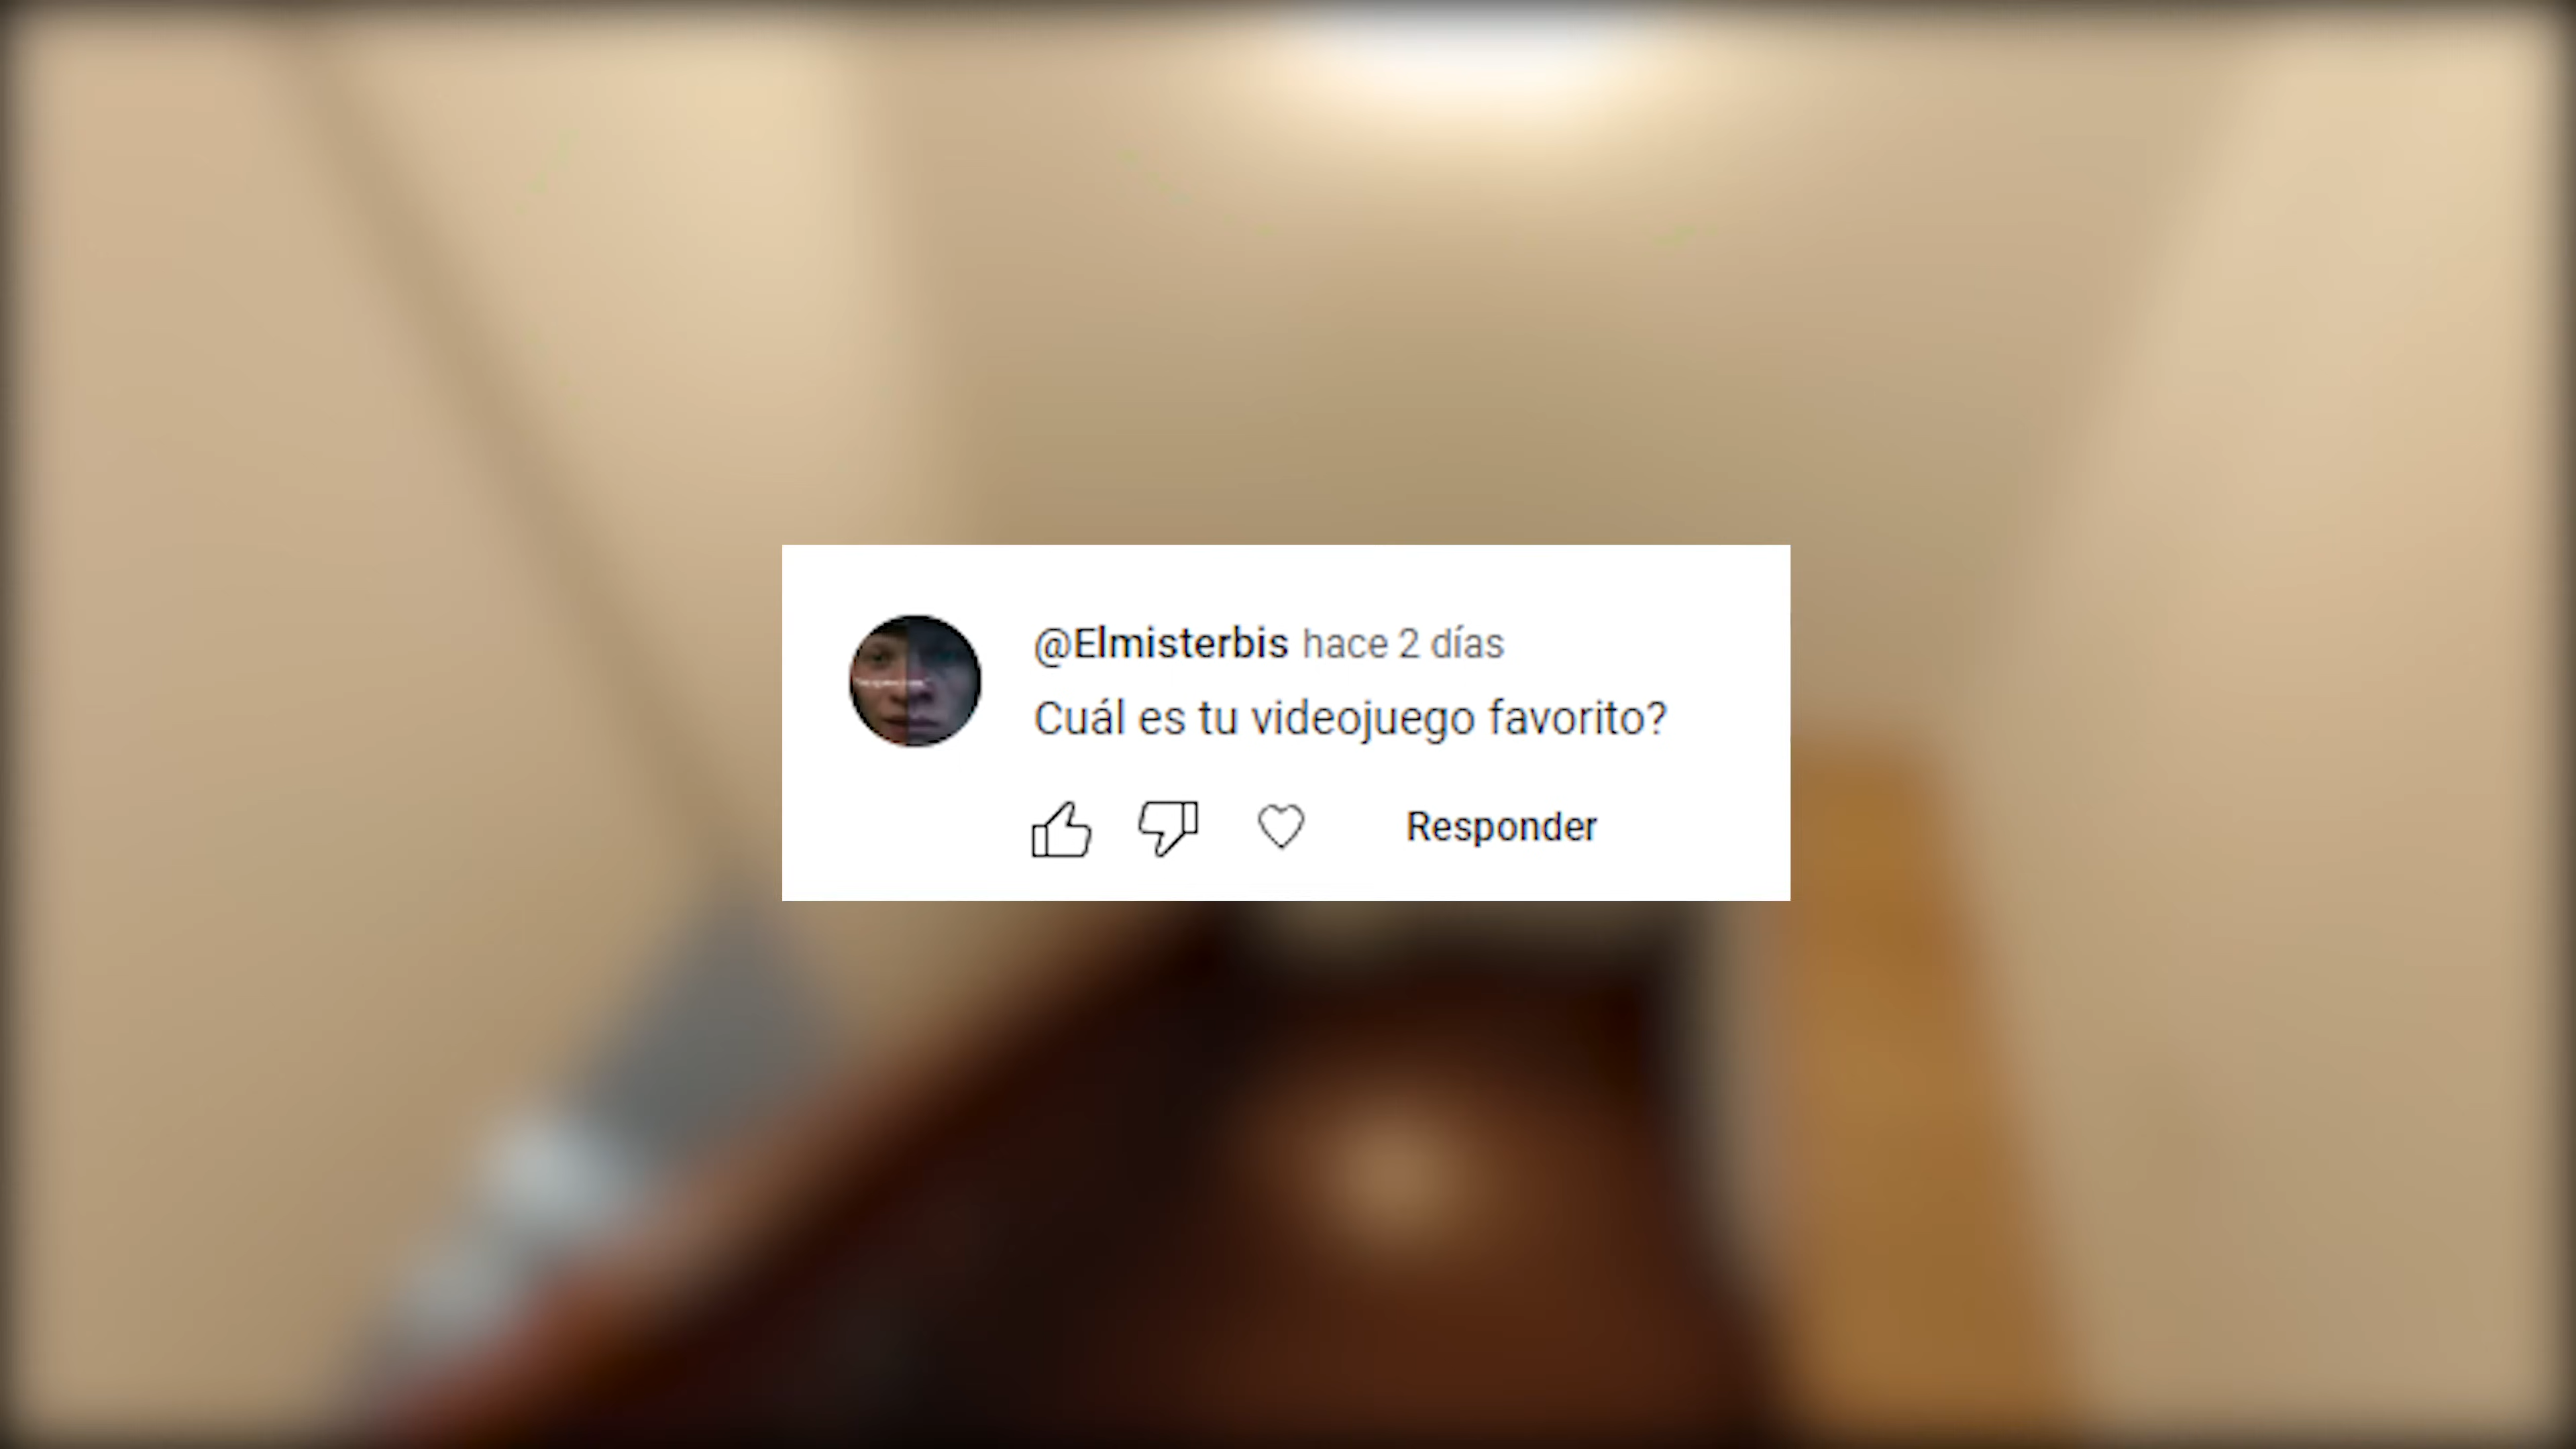 @Elmisterbis hace 2 días
Cuál es tu videojuego favorito?
Responder